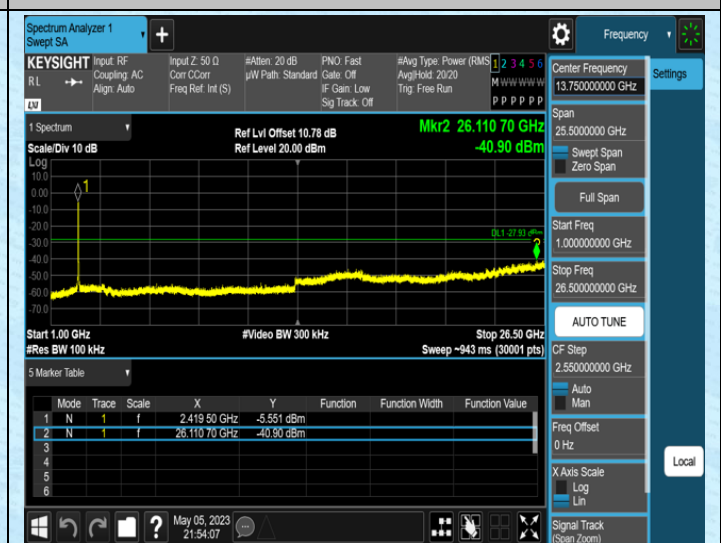 Spectrum Analyzer 1
Swept SA
Frequency
KEYSIGHT
RL
LXI
Input: RF
Coupling: AC
Align: Auto
Input Z: 50 Ω
Corr CCorr
Freq Ref: Int (S)
#Atten: 20 dB
µW Path: Standard
PNO: Fast
Gate: Off
IF Gain: Low
Sig Track: Off
#Avg Type: Power (RMS
Avg|Hold: 20/20
Trig: Free Run
1 2 3 4 5 6
M W W W W W
P P P P P P
1 Spectrum
Scale/Div 10 dB
Ref Lvl Offset 10.78 dB
Ref Level 20.00 dBm
Mkr2 26.110 70 GHz
-40.90 dBm
Log
10.0
0.00
-10.0
-20.0
-30.0
-40.0
-50.0
-60.0
-70.0
1
DL1 -27.93 dBm
2
Start 1.00 GHz
#Res BW 100 kHz
#Video BW 300 kHz
Stop 26.50 GHz
Sweep ~943 ms (30001 pts)
5 Marker Table
Mode Trace Scale X Y Function Function Width Function Value
1 N 1 f 2.419 50 GHz -5.551 dBm
2 N 1 f 26.110 70 GHz -40.90 dBm
3
4
5
6
May 05, 2023
21:54:07
Center Frequency
13.750000000 GHz
Span
25.5000000 GHz
Swept Span
Zero Span
Full Span
Start Freq
1.000000000 GHz
Stop Freq
26.500000000 GHz
AUTO TUNE
CF Step
2.550000000 GHz
Auto
Man
Freq Offset
0 Hz
X Axis Scale
Log
Lin
Signal Track
(Span Zoom)
Settings
Local